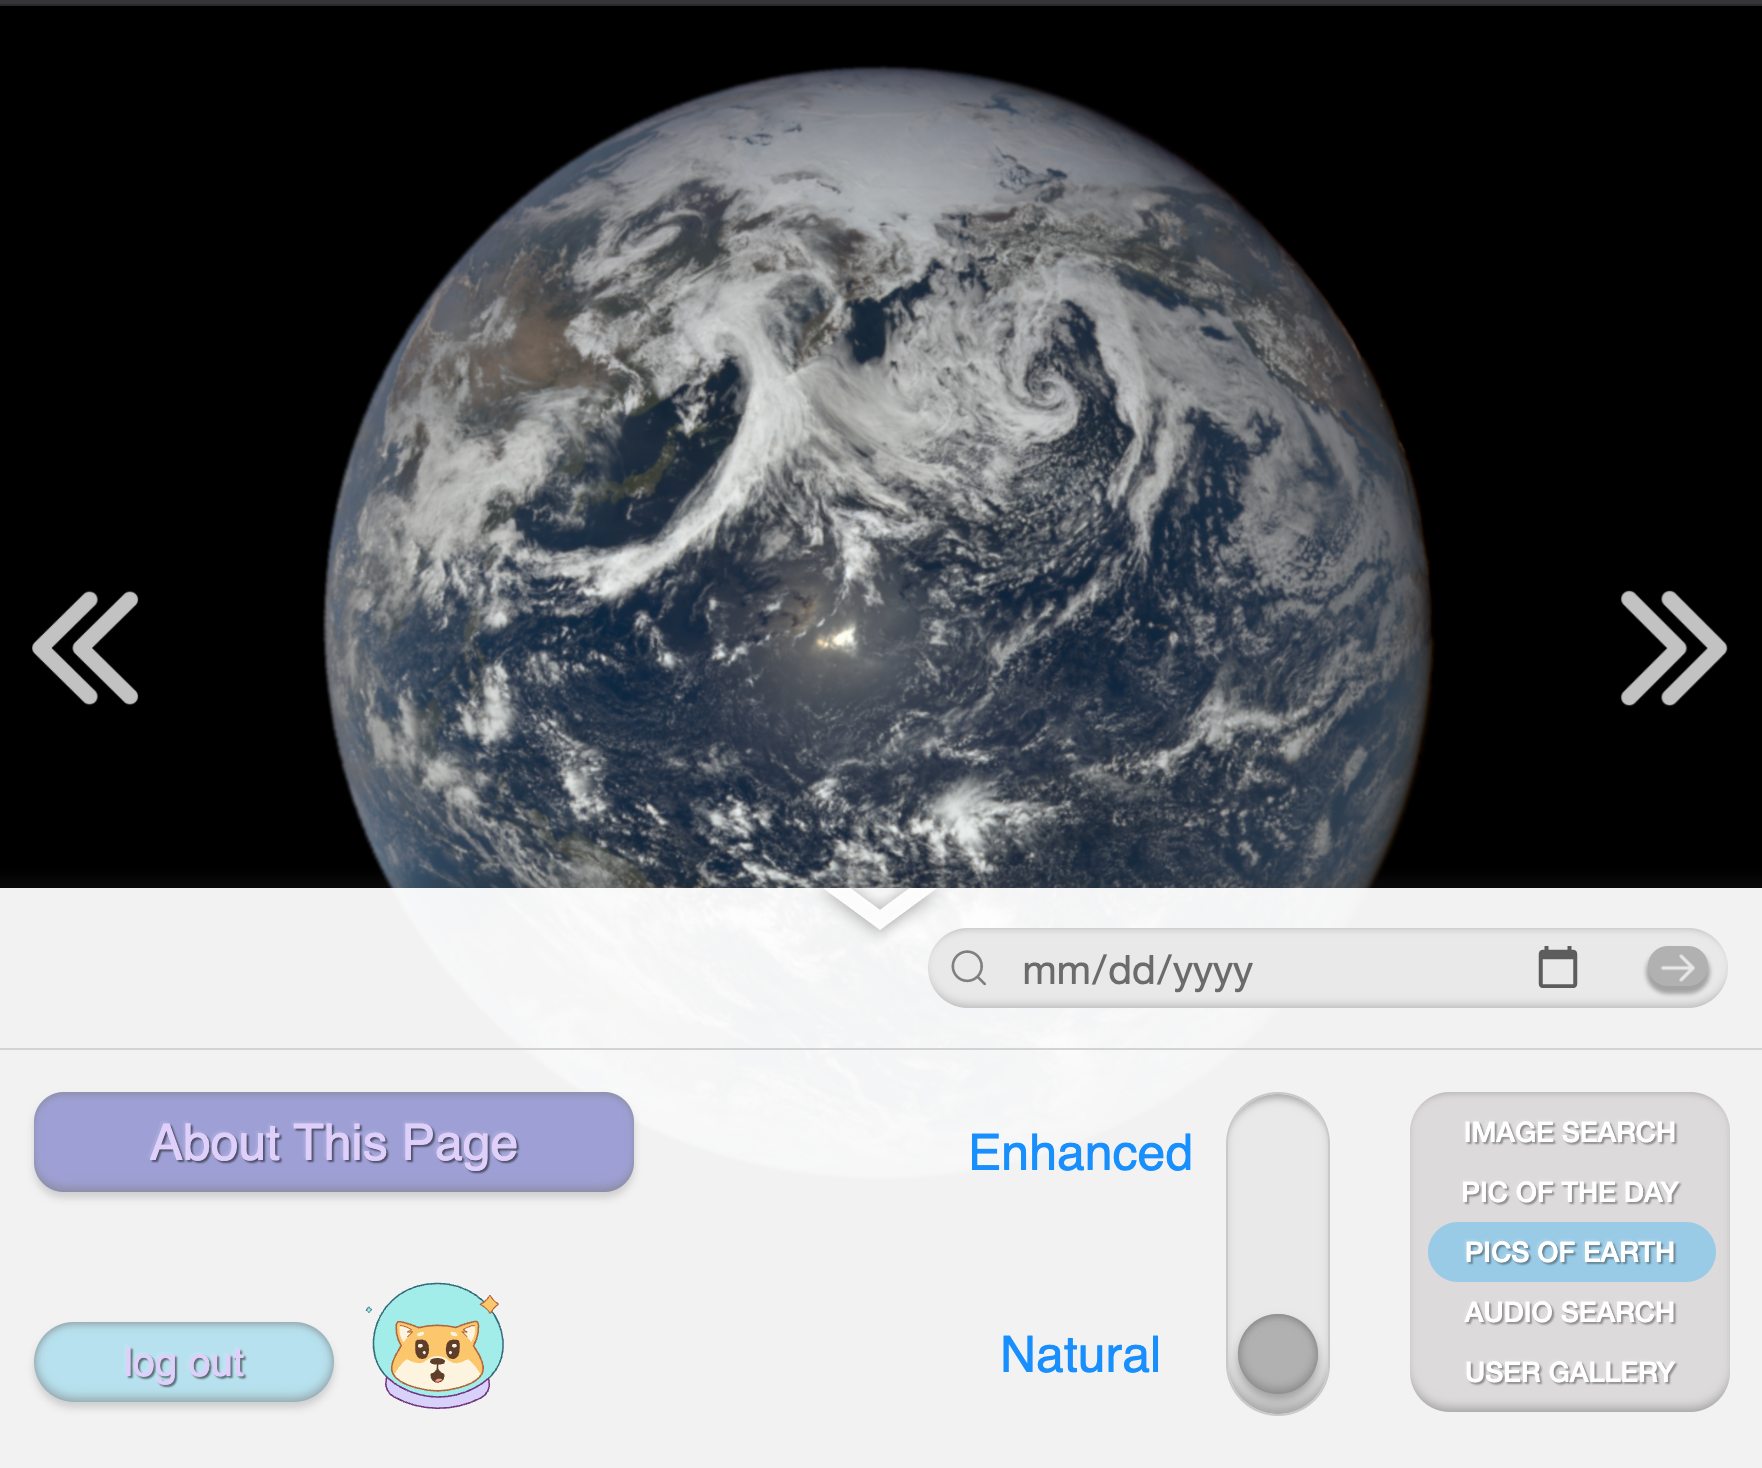 mm/dd/yyyy
About This Page
log out
Enhanced
Natural
IMAGE SEARCH
PIC OF THE DAY
PICS OF EARTH
AUDIO SEARCH
USER GALLERY